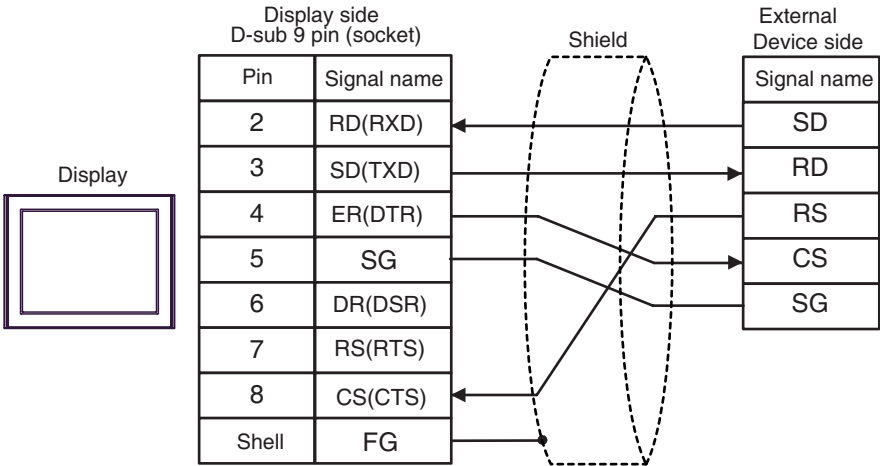 Display side
D-sub 9 pin (socket)
Shield
External
Device side
Pin
Signal name
Signal name
2
RD(RXD)
SD
3
SD(TXD)
RD
Display
4
ER(DTR)
RS
5
SG
CS
6
DR(DSR)
SG
7
RS(RTS)
8
CS(CTS)
Shell
FG